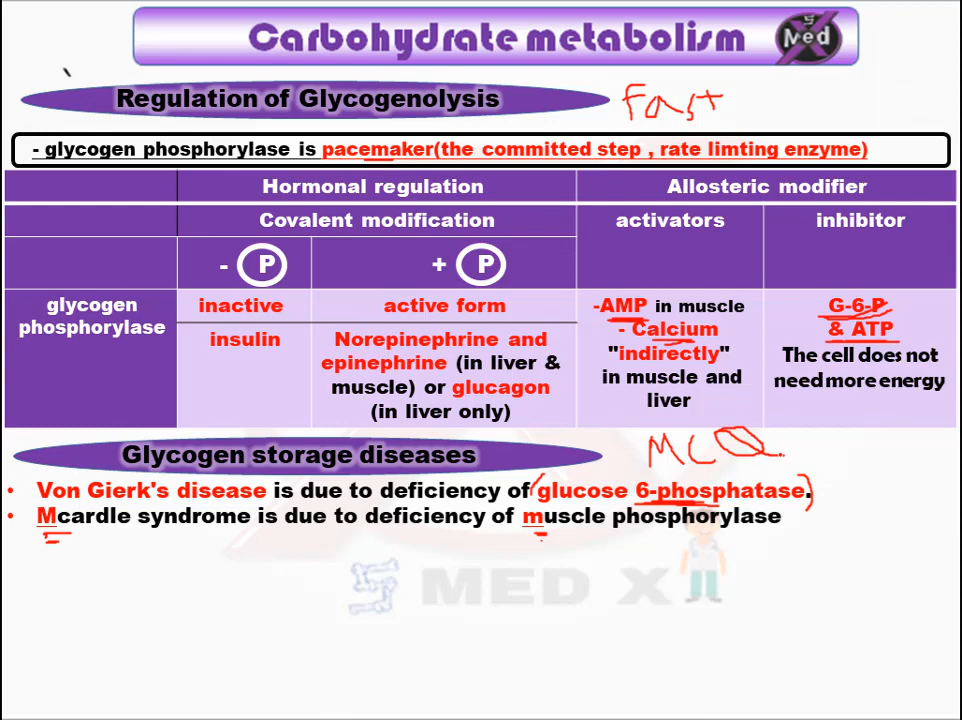 Carbohydrate metabolism
5
Med
X
Regulation of Glycogenolysis
Fast
- glycogen phosphorylase is pacemaker(the committed step , rate limting enzyme)
Hormonal regulation
Allosteric modifier
Covalent modification
activators
inhibitor
- P
+ P
glycogen
phosphorylase
inactive
insulin
active form
Norepinephrine and
epinephrine (in liver &
muscle) or glucagon
(in liver only)
-AMP in muscle
- Calcium
"indirectly"
in muscle and
liver
G-6-P
& ATP
The cell does not
need more energy
Glycogen storage diseases
MCQ
• Von Gierk's disease is due to deficiency of (glucose 6-phosphatase.)
• Mcardle syndrome is due to deficiency of muscle phosphorylase
5 MED X